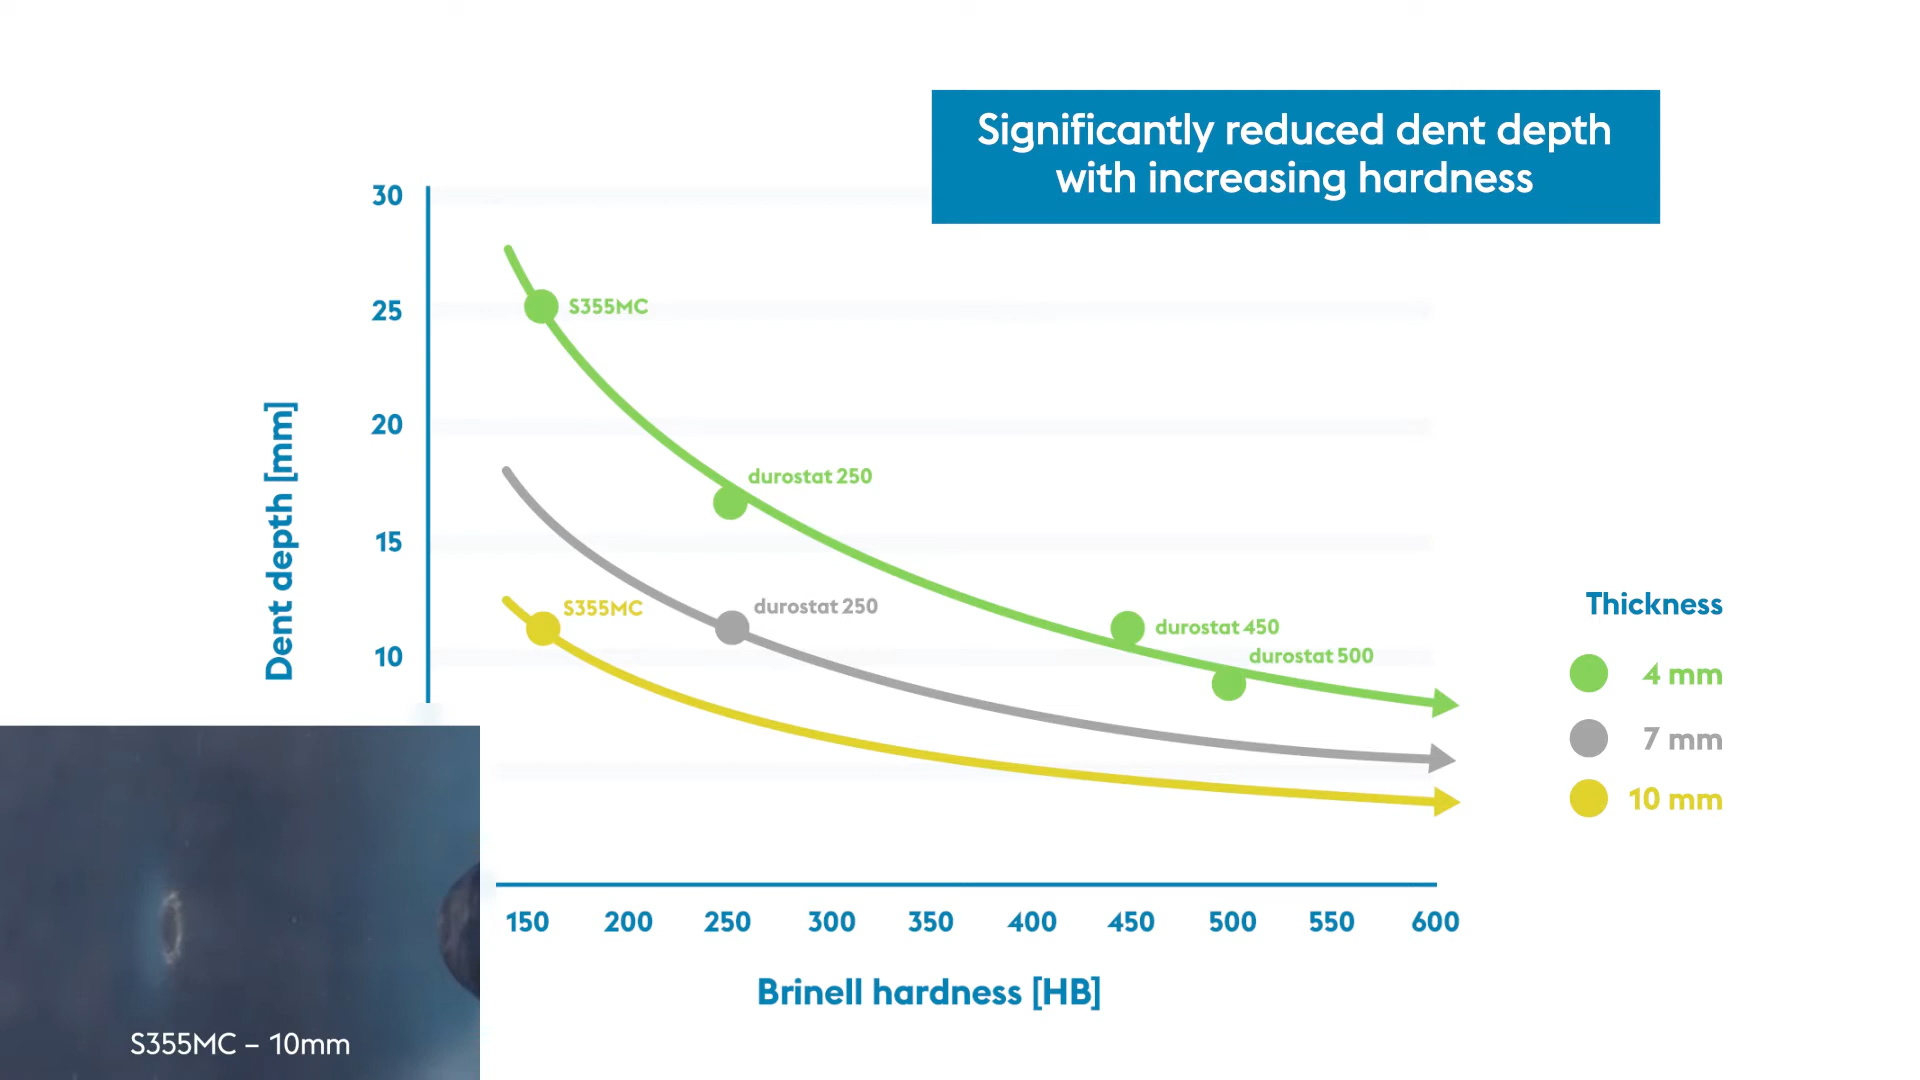 Significantly reduced dent depth
with increasing hardness
30
25
20
15
10
Dent depth [mm]
S355MC
durostat 250
durostat 450
durostat 500
durostat 250
S355MC
Thickness
4 mm
7 mm
10 mm
150 200 250 300 350 400 450 500 550 600
Brinell hardness [HB]
S355MC – 10mm